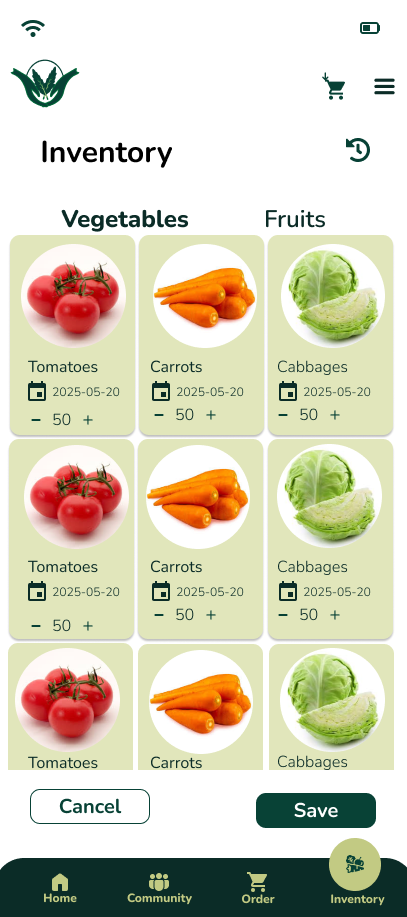 Inventory
Vegetables Fruits
Tomatoes Carrots Cabbages
2025-05-20 2025-05-20 2025-05-20
− 50 + − 50 + − 50 +
Tomatoes Carrots Cabbages
2025-05-20 2025-05-20 2025-05-20
− 50 + − 50 + − 50 +
Tomatoes Carrots Cabbages
Cancel Save
Home Community Order Inventory